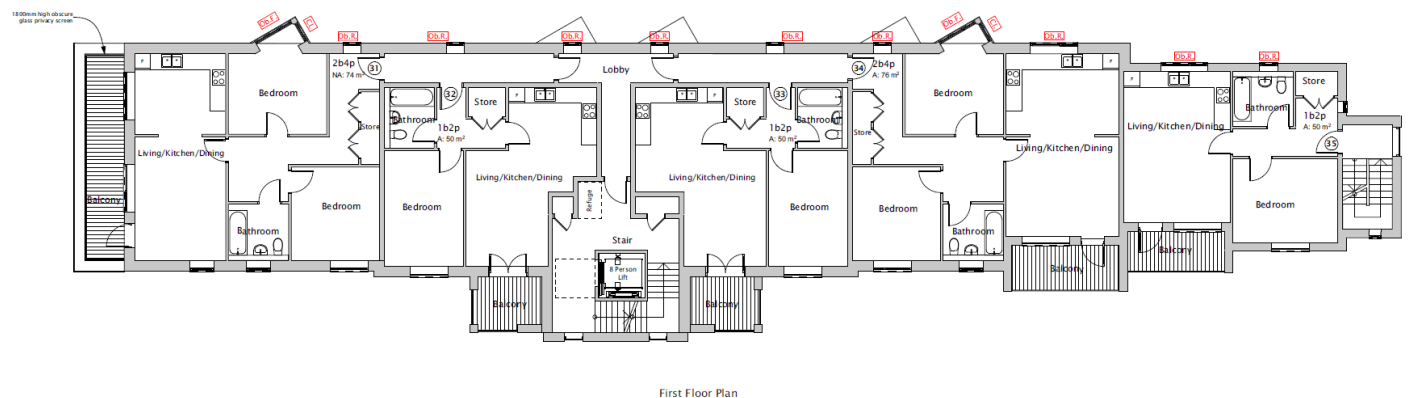 1800mm high obscure
glass privacy screen
Ob.F.
Cl.
Ob.R.
Ob.R.
Ob.R.
Ob.R.
Ob.R.
Ob.R.
Ob.F.
Cl.
Ob.R.
Ob.R.
Ob.R.
F
2b4p
NA: 74 m²
31
Bedroom
Living/Kitchen/Dining
Store
Balcony
Bathroom
Bedroom
32
Bathroom
1b2p
A: 50 m²
Store
F
Living/Kitchen/Dining
Bedroom
Balcony
Lobby
Refuge
Stair
8 Person
Lift
F
Store
33
1b2p
A: 50 m²
Bathroom
Living/Kitchen/Dining
Bedroom
Balcony
34
2b4p
A: 76 m²
Store
Bedroom
F
Living/Kitchen/Dining
Bedroom
Bathroom
Balcony
F
Living/Kitchen/Dining
Bathroom
Store
1b2p
A: 50 m²
35
Bedroom
Balcony
First Floor Plan